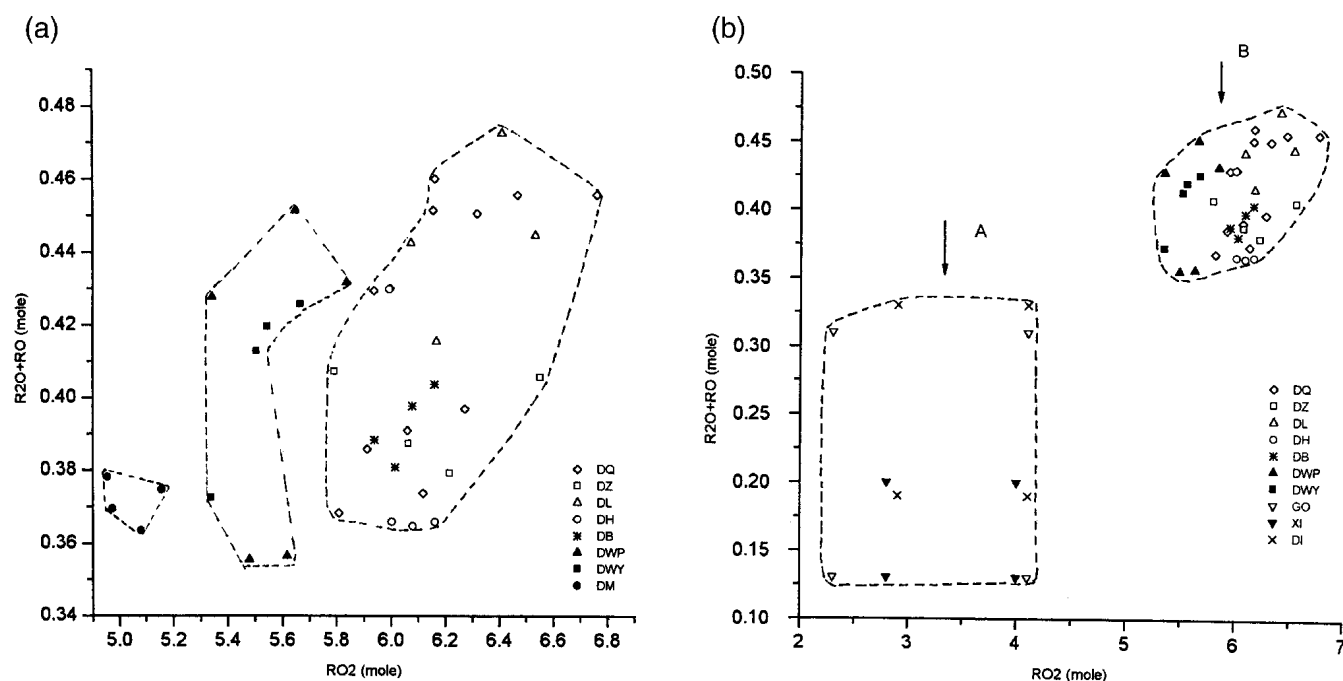 (a)
R2O+RO (mole)
0.48
0.46
0.44
0.42
0.40
0.38
0.36
0.34
5.0
5.2
5.4
5.6
5.8
6.0
6.2
6.4
6.6
6.8
RO2 (mole)
DQ
DZ
DL
DH
DB
DWP
DWY
DM
(b)
A
B
R2O+RO (mole)
0.50
0.45
0.40
0.35
0.30
0.25
0.20
0.15
0.10
2
3
4
5
6
7
RO2 (mole)
DQ
DZ
DL
DH
DB
DWP
DWY
GO
XI
DI